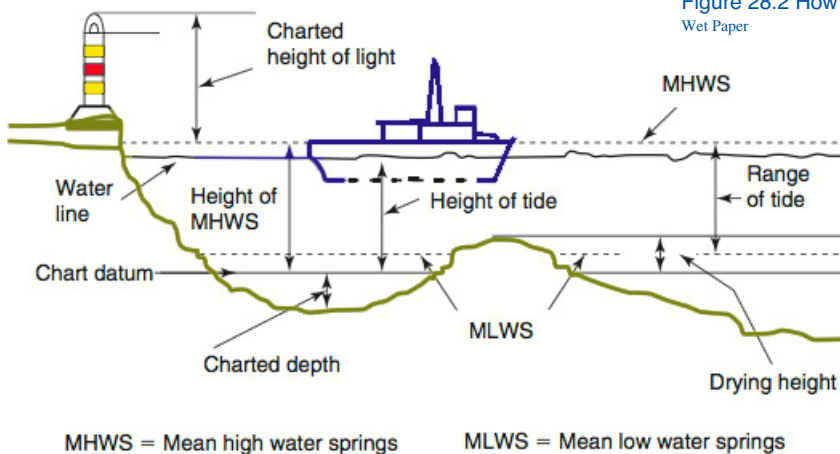 Figure 28.2 How
Wet Paper
Charted
height of light
MHWS
Water
line
Height of
MHWS
Height of tide
Range
of tide
Chart datum
MLWS
Charted depth
Drying height
MHWS = Mean high water springs
MLWS = Mean low water springs